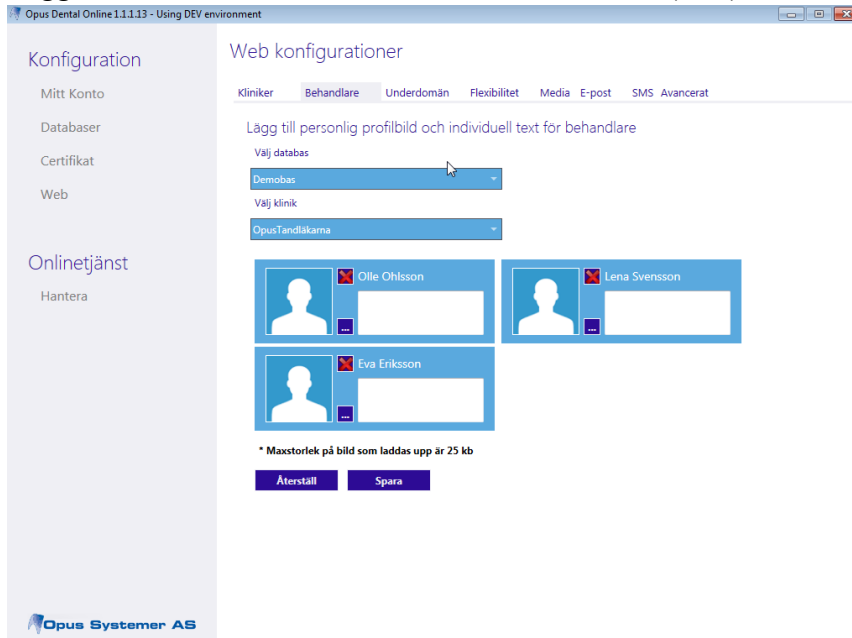 Opus Dental Online 1.1.1.13 - Using DEV environment
Konfiguration
Mitt Konto
Databaser
Certifikat
Web
Onlinetjänst
Hantera
Web konfigurationer
Kliniker Behandlare Underdomän Flexibilitet Media E-post SMS Avancerat
Lägg till personlig profilbild och individuell text för behandlare
Välj databas
Demobas
Välj klinik
OpusTandläkarna
Olle Ohlsson
...
Lena Svensson
...
Eva Eriksson
...
* Maxstorlek på bild som laddas upp är 25 kb
Återställ Spara
Opus Systemer AS